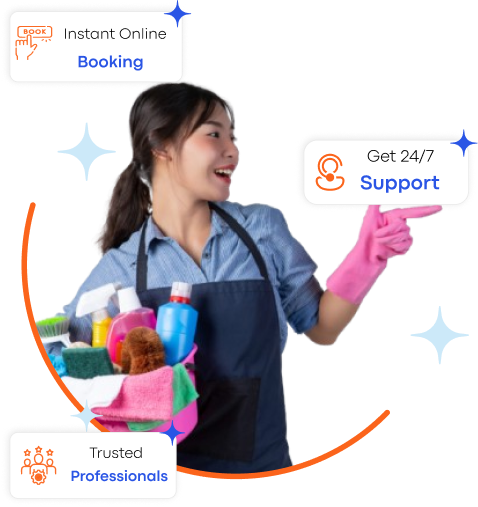 BOOK
Instant Online
Booking
Get 24/7
Support
Trusted
Professionals